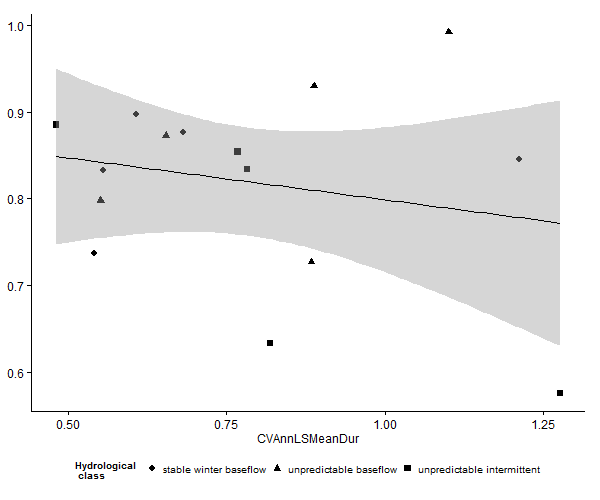 1.0
0.9
0.8
0.7
0.6
0.50 0.75 1.00 1.25
CVAnnLSMeanDur
Hydrological
class
stable winter baseflow unpredictable baseflow unpredictable intermittent